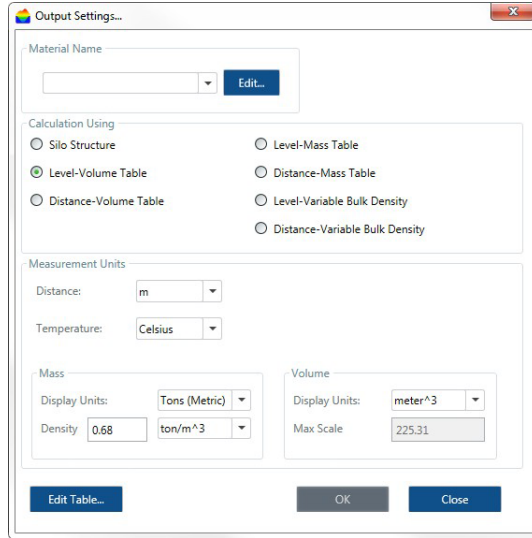 Output Settings...
x
Material Name
Edit...
Calculation Using
Silo Structure
Level-Volume Table
Distance-Volume Table
Level-Mass Table
Distance-Mass Table
Level-Variable Bulk Density
Distance-Variable Bulk Density
Measurement Units
Distance: m
Temperature: Celsius
Mass
Display Units: Tons (Metric)
Density 0.68 ton/m^3
Volume
Display Units: meter^3
Max Scale 225.31
Edit Table... OK Close